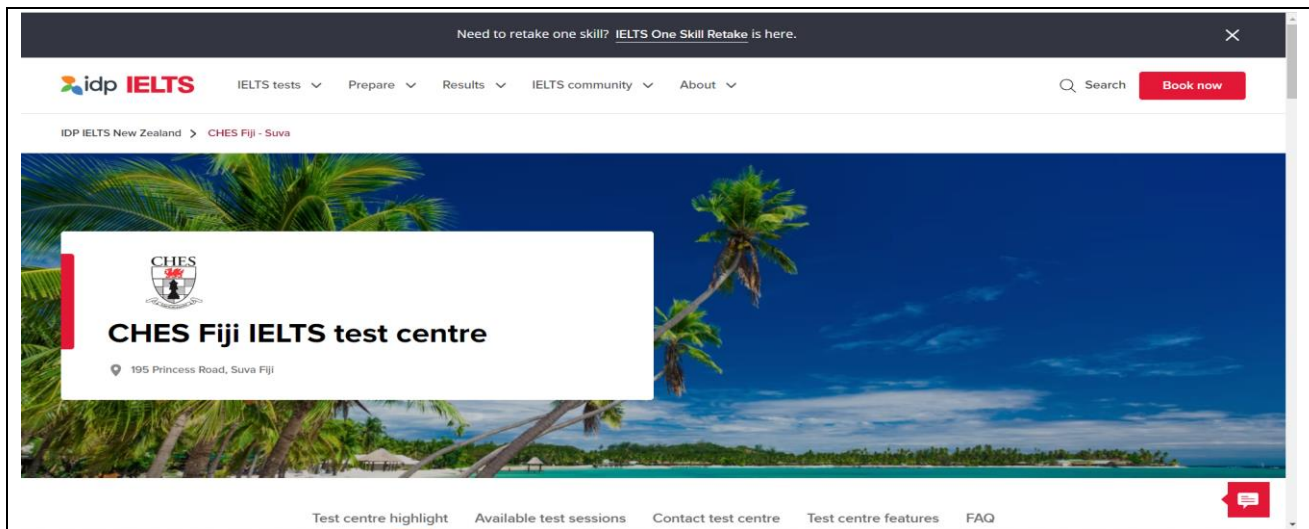 Need to retake one skill? IELTS One Skill Retake is here.
idp IELTS IELTS tests Prepare Results IELTS community About Search Book now
IDP IELTS New Zealand > CHES Fiji - Suva
CHES
CHES Fiji IELTS test centre
195 Princess Road, Suva Fiji
Test centre highlight Available test sessions Contact test centre Test centre features FAQ